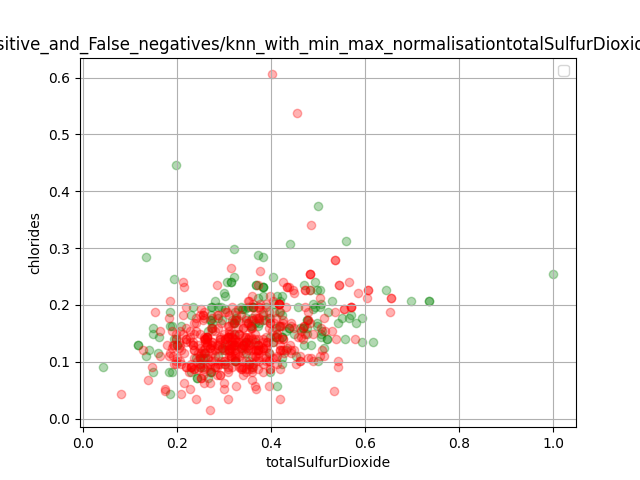 sitive_and_False_negatives/knn_with_min_max_normalisationtotalSulfurDioxid
0.6
0.5
0.4
0.3
0.2
0.1
0.0
chlorides
0.0 0.2 0.4 0.6 0.8 1.0
totalSulfurDioxide